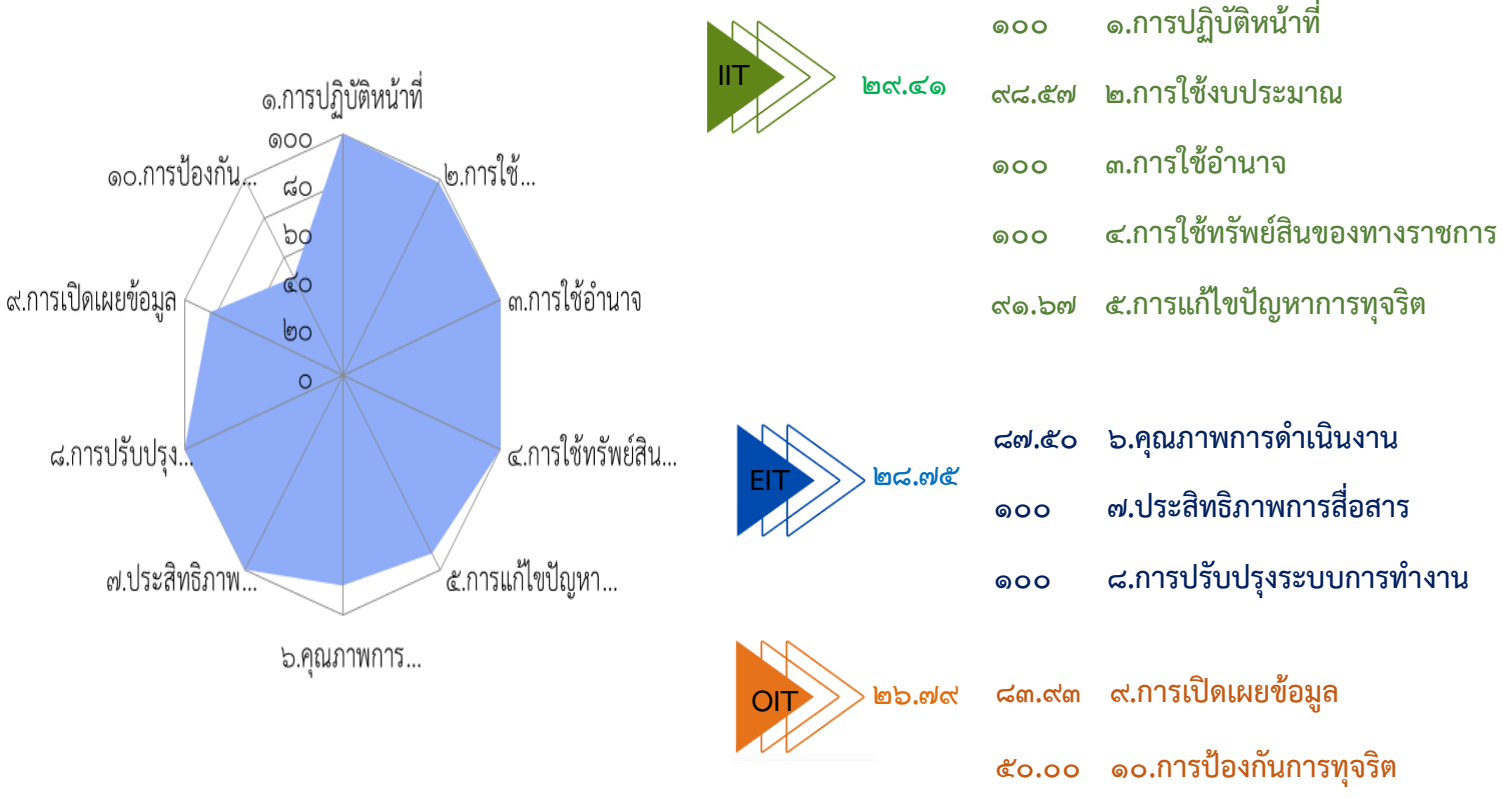 ๑.การปฏิบัติหน้าที่
๒.การใช้...
๓.การใช้อำนาจ
๔.การใช้ทรัพย์สิน...
๕.การแก้ไขปัญหา...
๖.คุณภาพการ...
๗.ประสิทธิภาพ...
๘.การปรับปรุง...
๙.การเปิดเผยข้อมูล
๑๐.การป้องกัน...
๑๐๐
๘๐
๖๐
๔๐
๒๐
๐
IIT ๒๙.๔๑
๑๐๐ ๑.การปฏิบัติหน้าที่
๙๘.๕๗ ๒.การใช้งบประมาณ
๑๐๐ ๓.การใช้อำนาจ
๑๐๐ ๔.การใช้ทรัพย์สินของทางราชการ
๙๑.๖๗ ๕.การแก้ไขปัญหาการทุจริต
EIT ๒๘.๗๕
๘๗.๕๐ ๖.คุณภาพการดำเนินงาน
๑๐๐ ๗.ประสิทธิภาพการสื่อสาร
๑๐๐ ๘.การปรับปรุงระบบการทำงาน
OIT ๒๖.๗๙
๘๓.๙๓ ๙.การเปิดเผยข้อมูล
๕๐.๐๐ ๑๐.การป้องกันการทุจริต